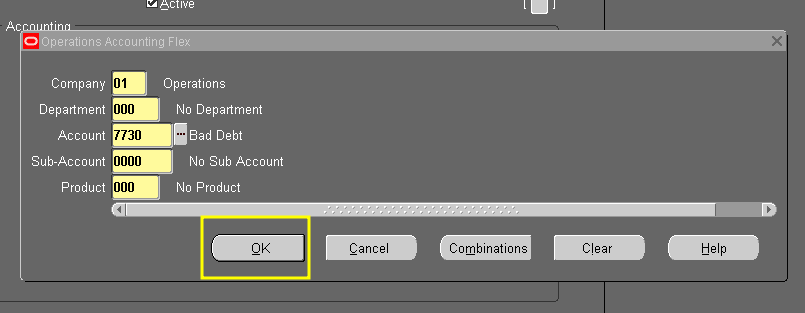 Active
[ ]
Accounting
Operations Accounting Flex
Company 01 Operations
Department 000 No Department
Account 7730 ... Bad Debt
Sub-Account 0000 No Sub Account
Product 000 No Product
OK Cancel Combinations Clear Help